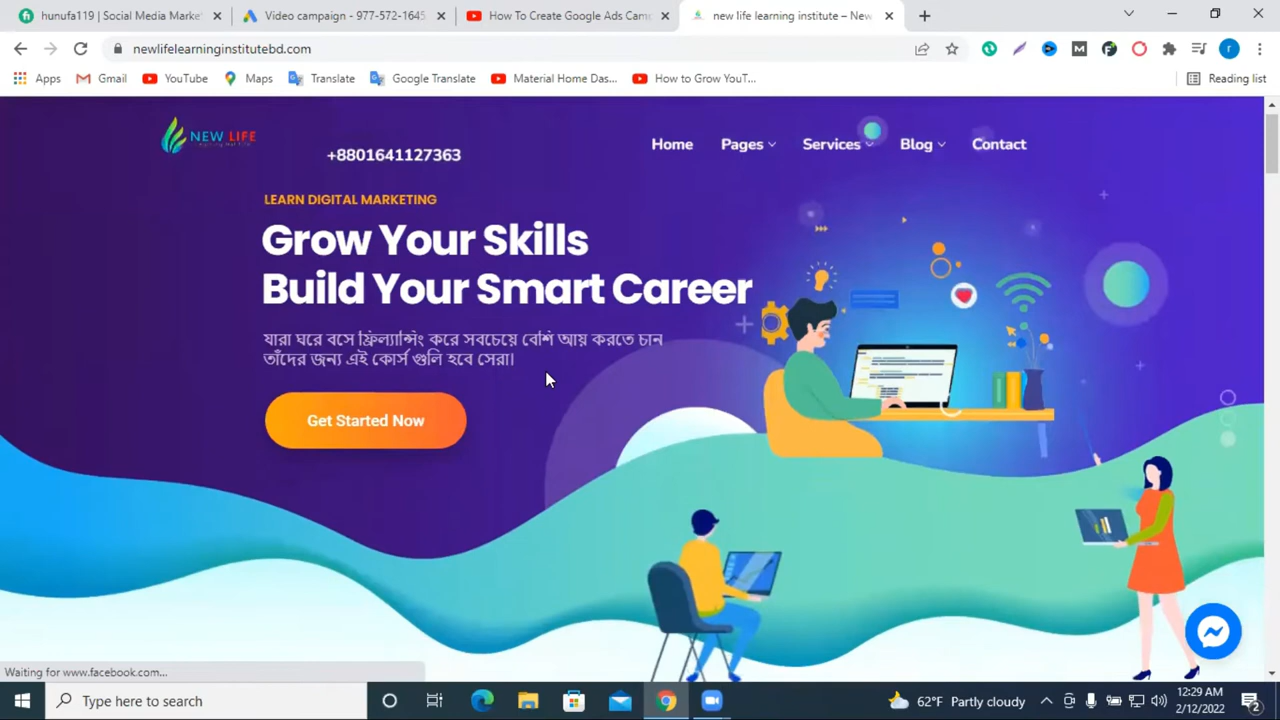 hunufa119 | Social Media Marke
Video campaign - 977-572-1645
How To Create Google Ads Cam
new life learning institute – New
newlifelearninginstitutebd.com
Apps
Gmail
YouTube
Maps
Translate
Google Translate
Material Home Das...
How to Grow YouT...
Reading list
NEW LIFE
+8801641127363
Home
Pages
Services
Blog
Contact
LEARN DIGITAL MARKETING
Grow Your Skills
Build Your Smart Career
যারা ঘরে বসে ফ্রিল্যান্সিং করে সবচেয়ে বেশি আয় করতে চান
তাঁদের জন্য এই কোর্স গুলি হবে সেরা।
Get Started Now
Waiting for www.facebook.com...
Type here to search
62°F Partly cloudy
12:29 AM
2/12/2022